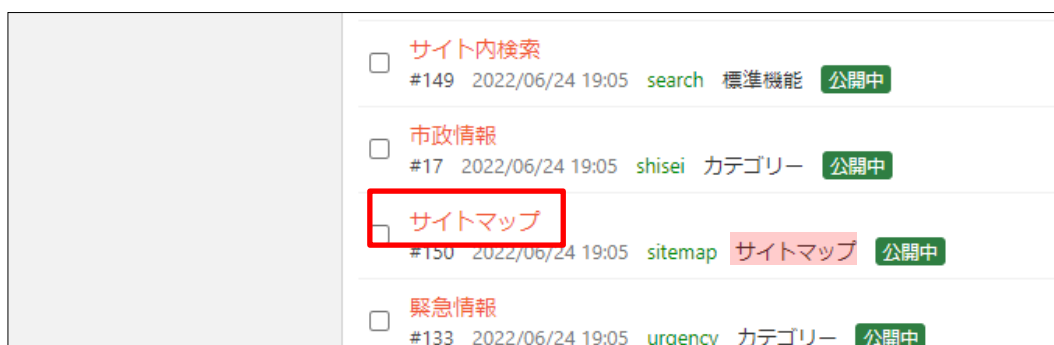 サイト内検索
#149 2022/06/24 19:05 search 標準機能 公開中
市政情報
#17 2022/06/24 19:05 shisei カテゴリー 公開中
サイトマップ
#150 2022/06/24 19:05 sitemap サイトマップ 公開中
緊急情報
#133 2022/06/24 19:05 urgency カテゴリー 公開中